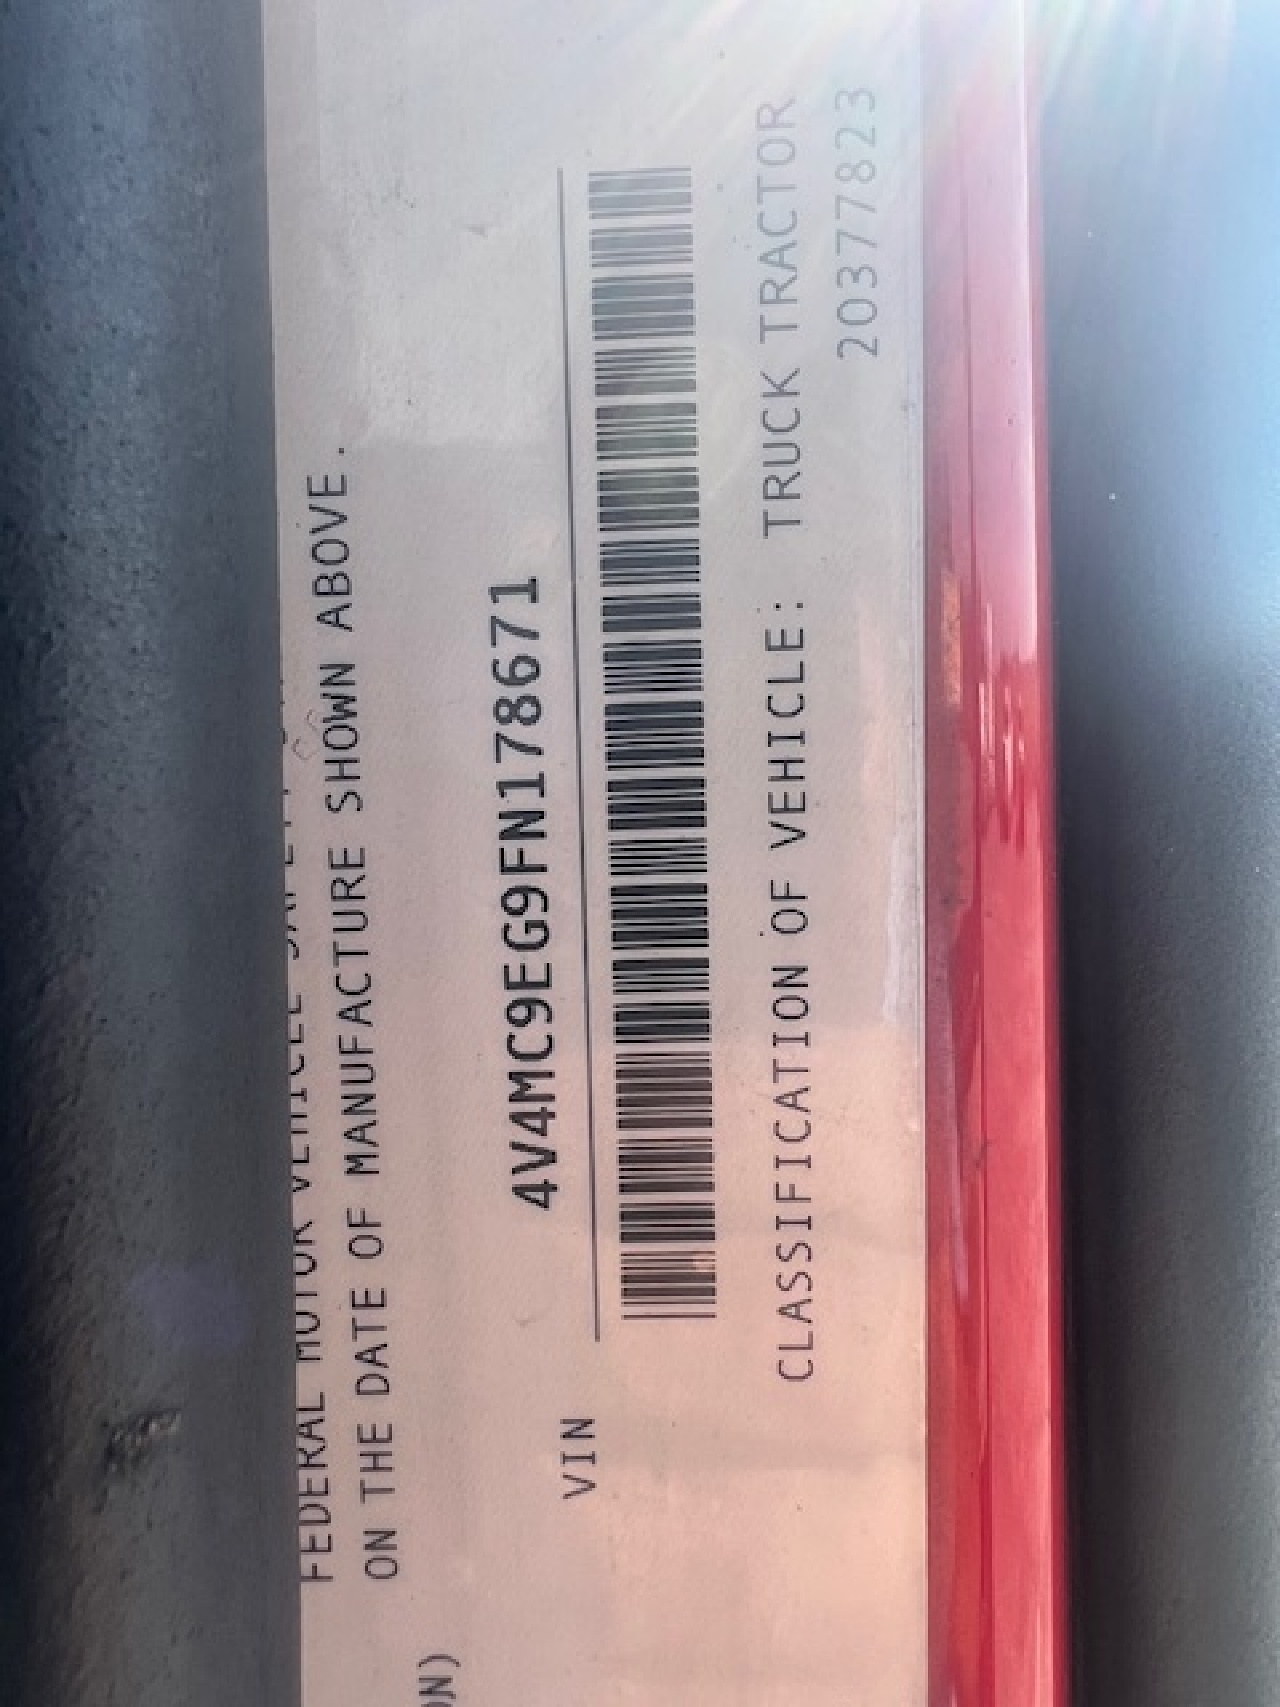 FEDERAL MOTOR VEHICLE
ON THE DATE OF MANUFACTURE SHOWN ABOVE.
4V4MC9EG9FN178671
VIN
CLASSIFICATION OF VEHICLE: TRUCK TRACTOR
20377823